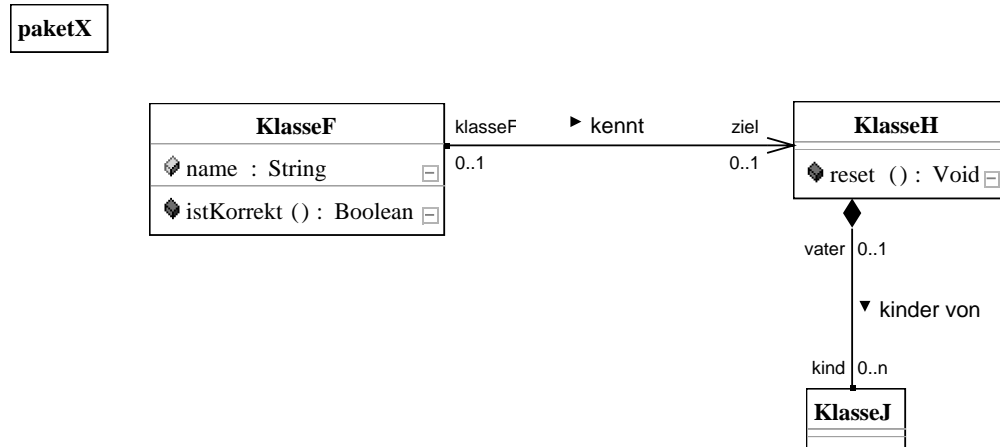 paketX
KlasseF
name : String
istKorrekt () : Boolean
klasseF
kennt
ziel
0..1
0..1
KlasseH
reset () : Void
vater
0..1
kinder von
kind
0..n
KlasseJ